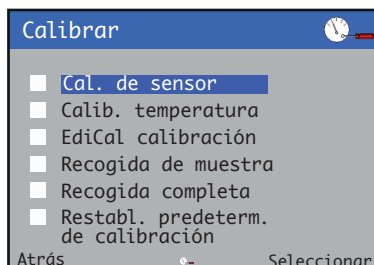 Calibrar
Cal. de sensor
Calib. temperatura
EdiCal calibración
Recogida de muestra
Recogida completa
Restabl. predeterm.
de calibración
Atrás Seleccionar